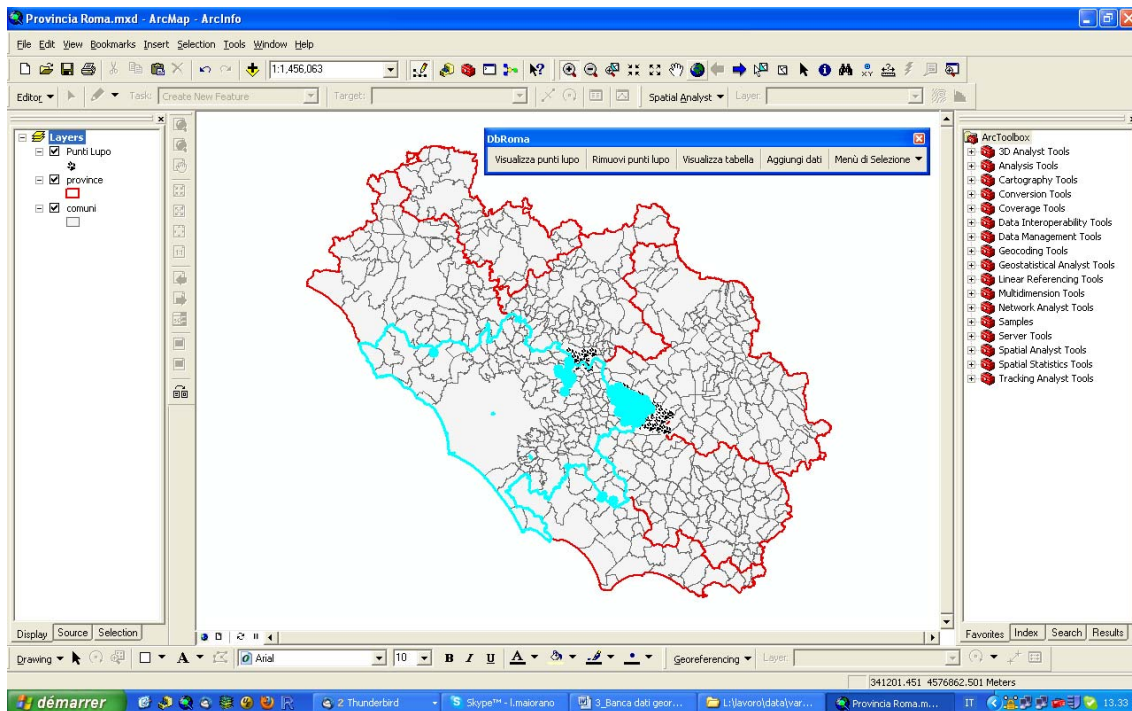 Provincia Roma.mxd - ArcMap - ArcInfo
File Edit View Bookmarks Insert Selection Tools Window Help
1:1,456,063
Editor Task: Create New Feature Target: Spatial Analyst Layer:
Layers
Punti Lupo
province
comuni
DbRoma
Visualizza punti lupo Rimuovi punti lupo Visualizza tabella Aggiungi dati Menù di Selezione
ArcToolbox
3D Analyst Tools
Analysis Tools
Cartography Tools
Conversion Tools
Coverage Tools
Data Interoperability Tools
Data Management Tools
Geocoding Tools
Geostatistical Analyst Tools
Linear Referencing Tools
Multidimension Tools
Network Analyst Tools
Samples
Server Tools
Spatial Analyst Tools
Spatial Statistics Tools
Tracking Analyst Tools
Display Source Selection
Favorites Index Search Results
Drawing A Arial 10 B I U A Georeferencing Layer:
341201.451 4576862.501 Meters
démarrer 2 Thunderbird Skype™ - l.maiorano 3_Banca dati geor... L:\lavoro\data\var... Provincia Roma.m... IT 13.33